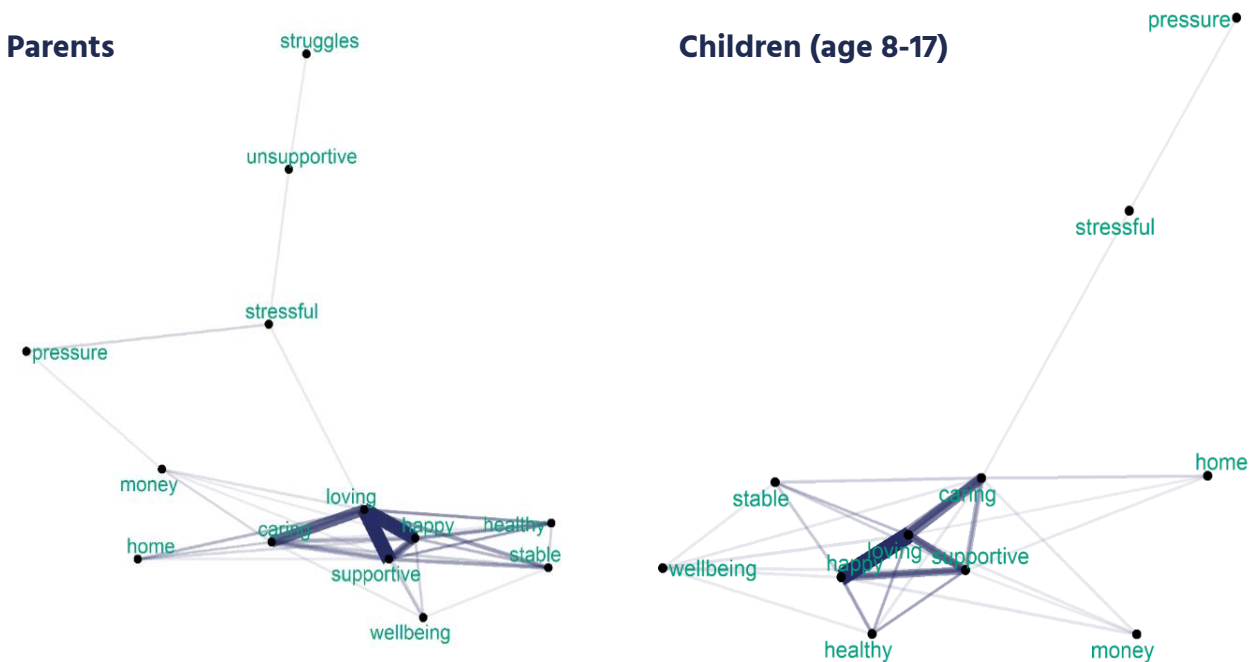 Parents
struggles
unsupportive
stressful
pressure
money
loving
caring
happy
healthy
home
supportive
stable
wellbeing
Children (age 8-17)
pressure
stressful
home
stable
caring
loving
supportive
wellbeing
happy
healthy
money